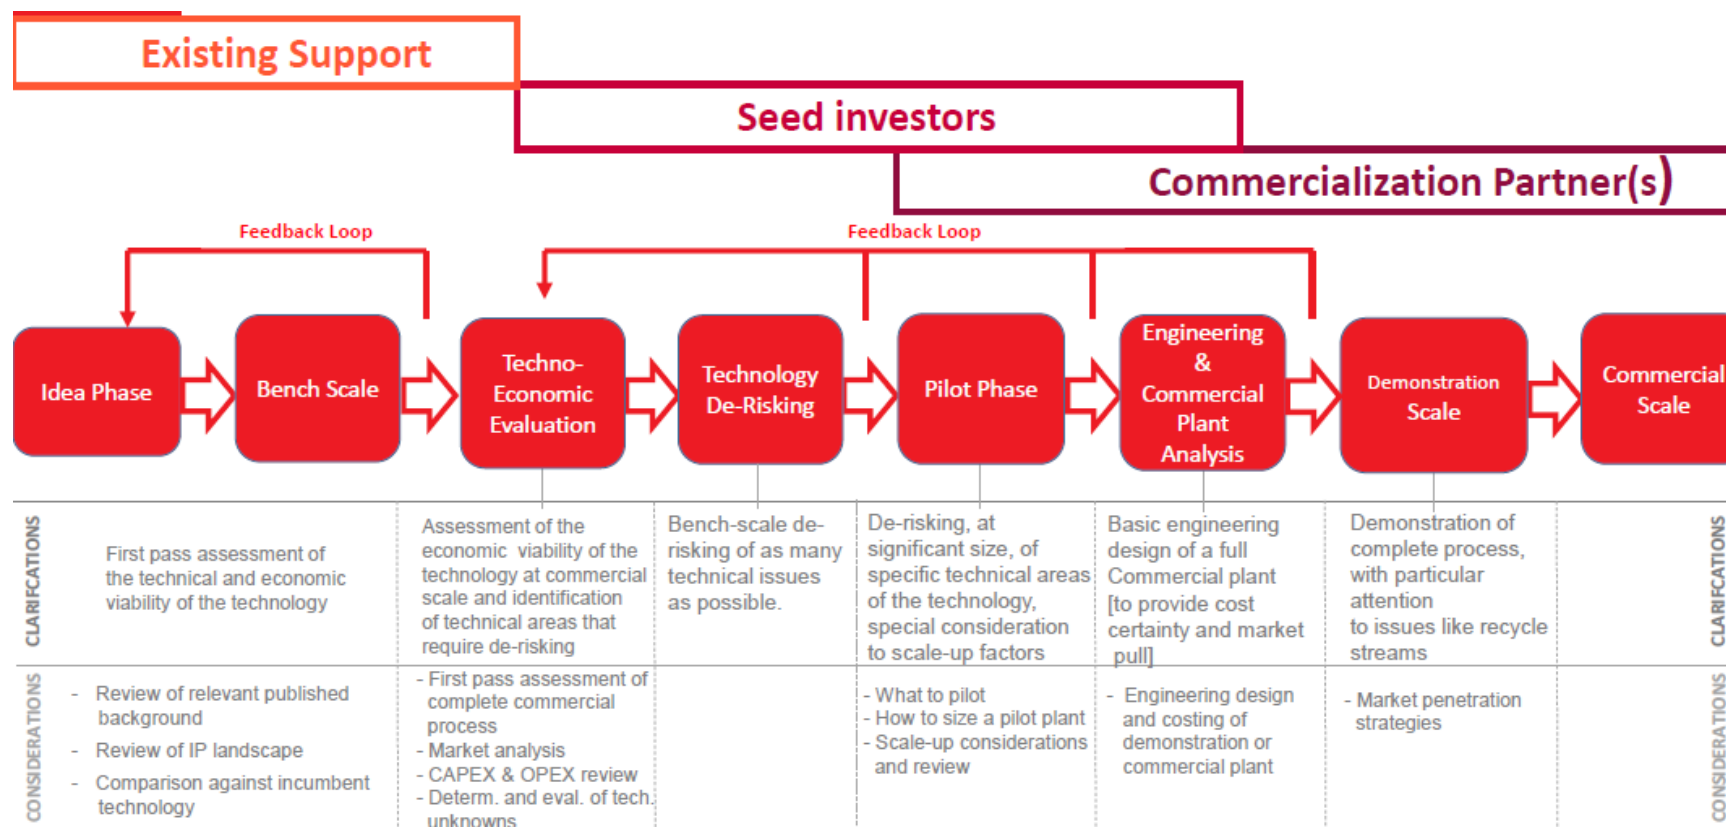 Existing Support
Seed investors
Commercialization Partner(s)
Feedback Loop
Feedback Loop
Idea Phase
Bench Scale
Techno-
Economic
Evaluation
Technology
De-Risking
Pilot Phase
Engineering
&
Commercial
Plant
Analysis
Demonstration
Scale
Commercial
Scale
CLARIFCATIONS
First pass assessment of
the technical and economic
viability of the technology
Assessment of the
economic viability of the
technology at commercial
scale and identification
of technical areas that
require de-risking
Bench-scale de-
risking of as many
technical issues
as possible.
De-risking, at
significant size, of
specific technical areas
of the technology,
special consideration
to scale-up factors
Basic engineering
design of a full
Commercial plant
[to provide cost
certainty and market
pull]
Demonstration of
complete process,
with particular
attention
to issues like recycle
streams
CLARIFCATIONS
CONSIDERATIONS
- Review of relevant published
background
- Review of IP landscape
- Comparison against incumbent
technology
- First pass assessment of
complete commercial
process
- Market analysis
- CAPEX & OPEX review
- Determ. and eval. of tech.
unknowns
- What to pilot
- How to size a pilot plant
- Scale-up considerations
and review
- Engineering design
and costing of
demonstration or
commercial plant
- Market penetration
strategies
CONSIDERATIONS